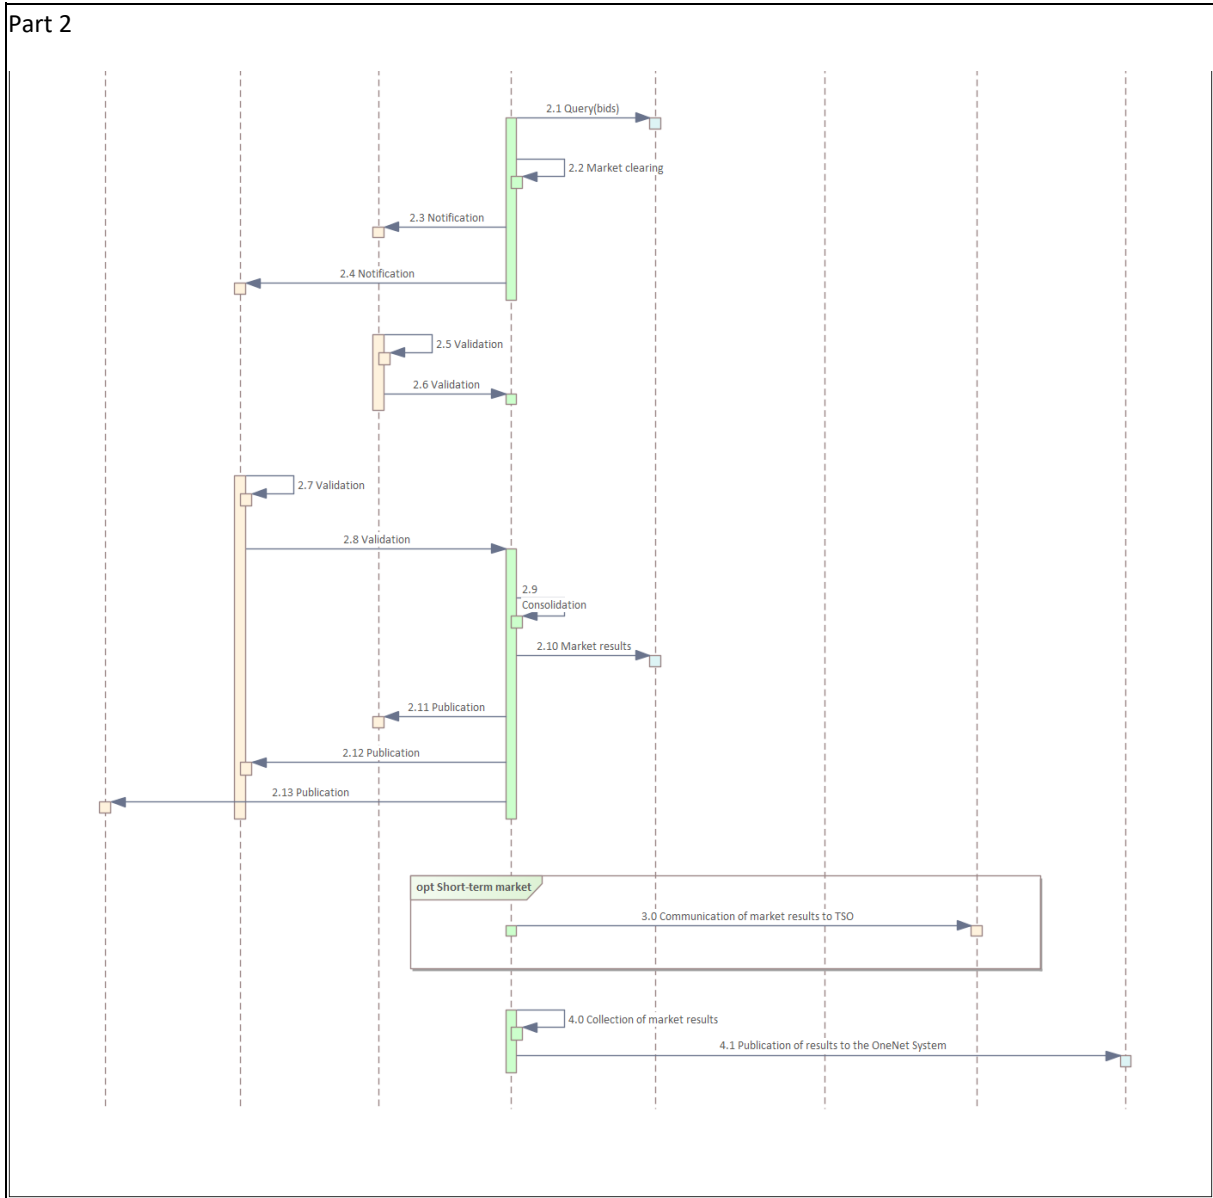 Part 2
2.1 Query(bids)
2.2 Market clearing
2.3 Notification
2.4 Notification
2.5 Validation
2.6 Validation
2.7 Validation
2.8 Validation
2.9
Consolidation
2.10 Market results
2.11 Publication
2.12 Publication
2.13 Publication
opt Short-term market
3.0 Communication of market results to TSO
4.0 Collection of market results
4.1 Publication of results to the OneNet System